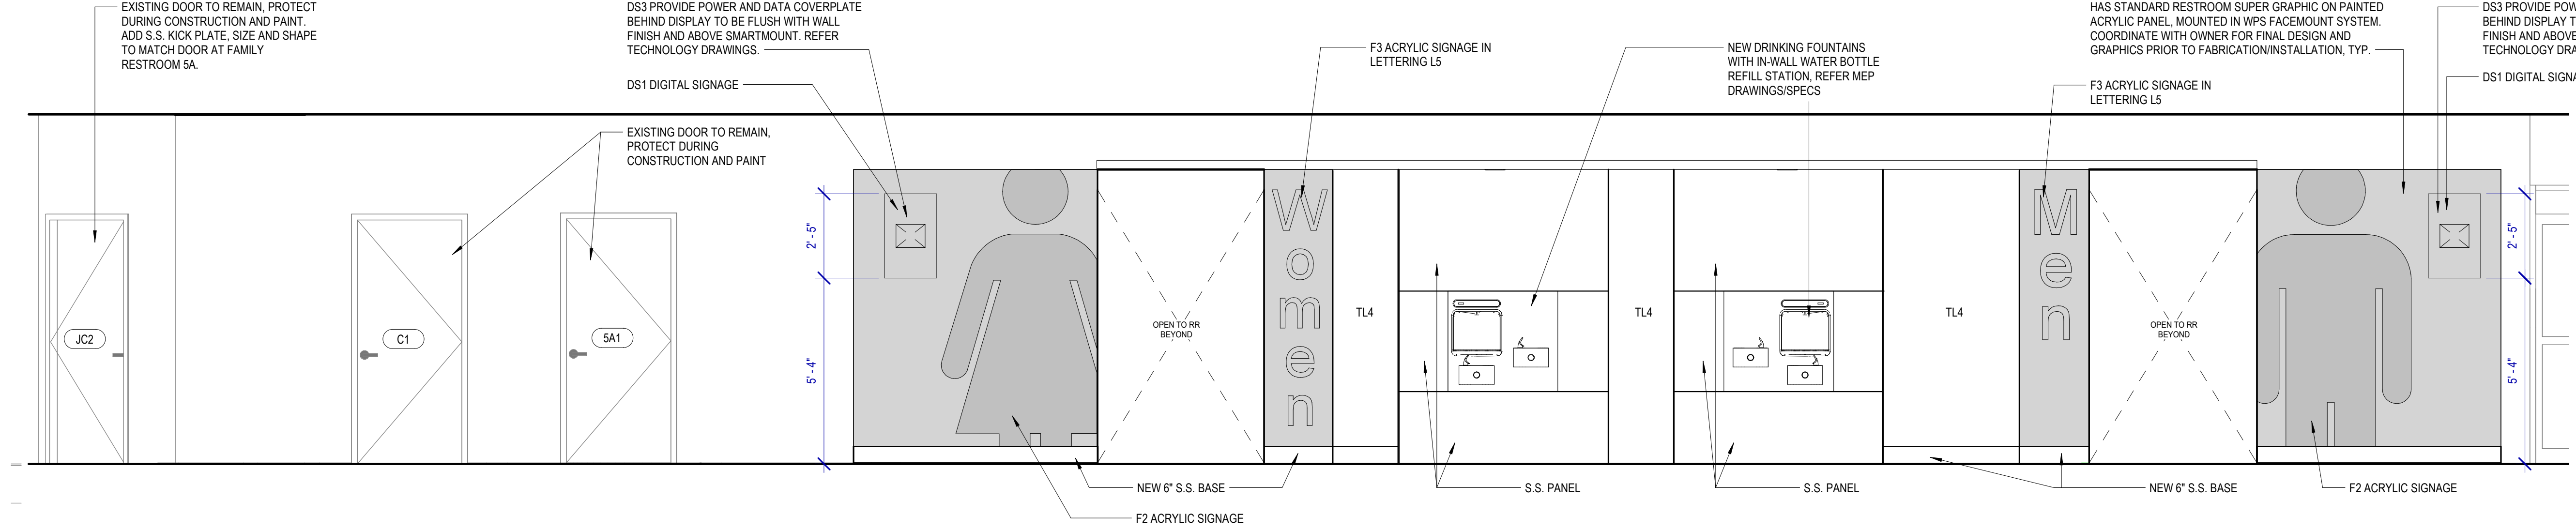 EXISTING DOOR TO REMAIN, PROTECT
DURING CONSTRUCTION AND PAINT.
ADD S.S. KICK PLATE, SIZE AND SHAPE
TO MATCH DOOR AT FAMILY
RESTROOM 5A.
DS3 PROVIDE POWER AND DATA COVERPLATE
BEHIND DISPLAY TO BE FLUSH WITH WALL
FINISH AND ABOVE SMARTMOUNT. REFER
TECHNOLOGY DRAWINGS.
DS1 DIGITAL SIGNAGE
EXISTING DOOR TO REMAIN,
PROTECT DURING
CONSTRUCTION AND PAINT
F3 ACRYLIC SIGNAGE IN
LETTERING L5
NEW DRINKING FOUNTAINS
WITH IN-WALL WATER BOTTLE
REFILL STATION, REFER MEP
DRAWINGS/SPECS
HAS STANDARD RESTROOM SUPER GRAPHIC ON PAINTED
ACRYLIC PANEL, MOUNTED IN WPS FACEMOUNT SYSTEM.
COORDINATE WITH OWNER FOR FINAL DESIGN AND
GRAPHICS PRIOR TO FABRICATION/INSTALLATION, TYP.
F3 ACRYLIC SIGNAGE IN
LETTERING L5
DS3 PROVIDE POW
BEHIND DISPLAY T
FINISH AND ABOVE
TECHNOLOGY DRA
DS1 DIGITAL SIGNA
JC2
C1
5A1
2' - 5"
5' - 4"
OPEN TO RR
BEYOND
Women
TL4
TL4
TL4
Men
OPEN TO RR
BEYOND
2' - 5"
5' - 4"
NEW 6" S.S. BASE
S.S. PANEL
S.S. PANEL
NEW 6" S.S. BASE
F2 ACRYLIC SIGNAGE
F2 ACRYLIC SIGNAGE